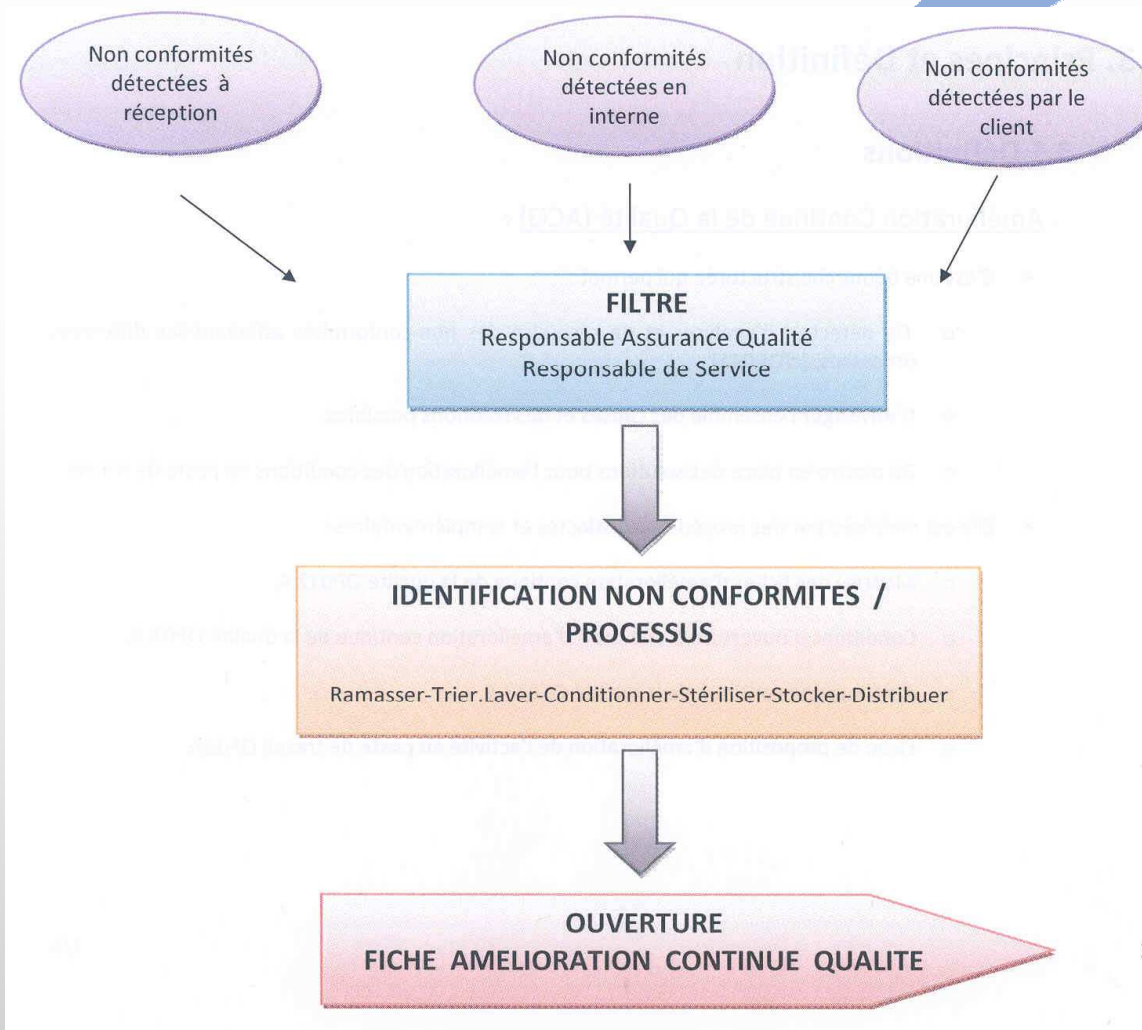 Non conformités
détectées à
réception
Non conformités
détectées en
interne
Non conformités
détectées par le
client
FILTRE
Responsable Assurance Qualité
Responsable de Service
IDENTIFICATION NON CONFORMITES /
PROCESSUS
Ramasser-Trier.Laver-Conditionner-Stériliser-Stocker-Distribuer
OUVERTURE
FICHE AMELIORATION CONTINUE QUALITE